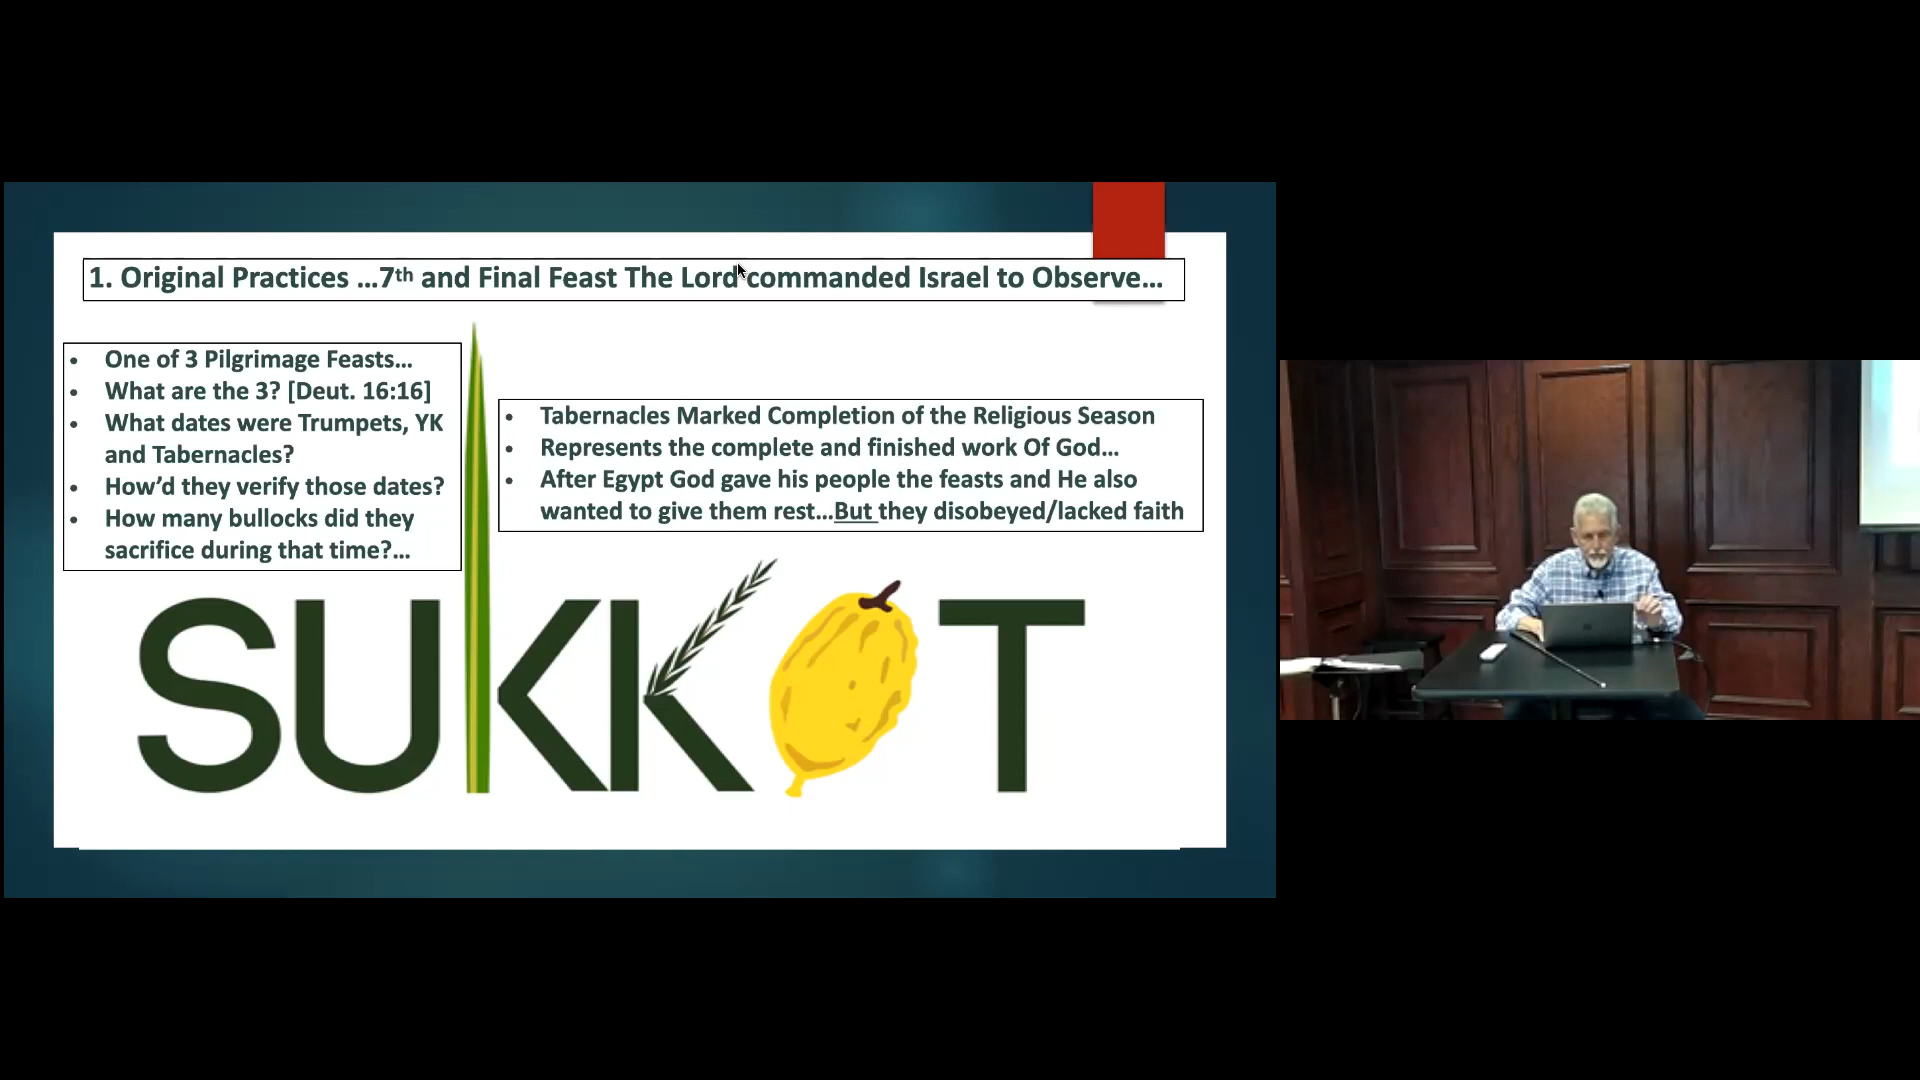 1. Original Practices ...7th and Final Feast The Lord commanded Israel to Observe...
• One of 3 Pilgrimage Feasts...
• What are the 3? [Deut. 16:16]
• What dates were Trumpets, YK
and Tabernacles?
• How'd they verify those dates?
• How many bullocks did they
sacrifice during that time?...
• Tabernacles Marked Completion of the Religious Season
• Represents the complete and finished work Of God...
• After Egypt God gave his people the feasts and He also
wanted to give them rest...But they disobeyed/lacked faith
SUKKOT